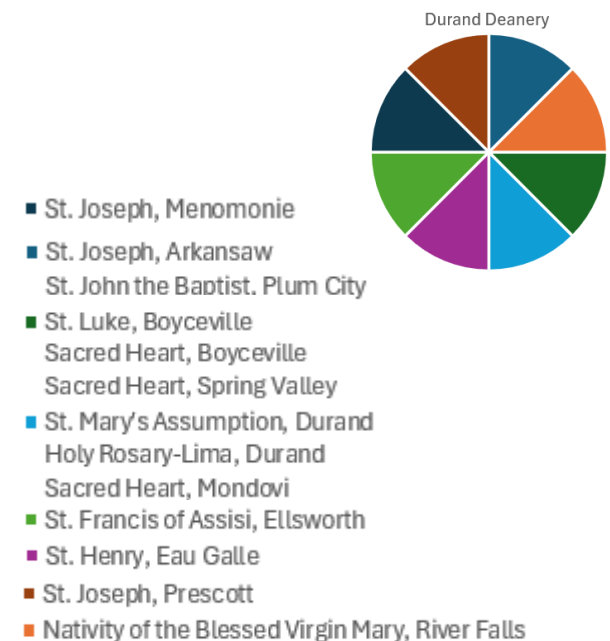 Durand Deanery
St. Joseph, Menomonie
St. Joseph, Arkansaw
St. John the Baptist. Plum City
St. Luke, Boyceville
Sacred Heart, Boyceville
Sacred Heart, Spring Valley
St. Mary's Assumption, Durand
Holy Rosary-Lima, Durand
Sacred Heart, Mondovi
St. Francis of Assisi, Ellsworth
St. Henry, Eau Galle
St. Joseph, Prescott
Nativity of the Blessed Virgin Mary, River Falls